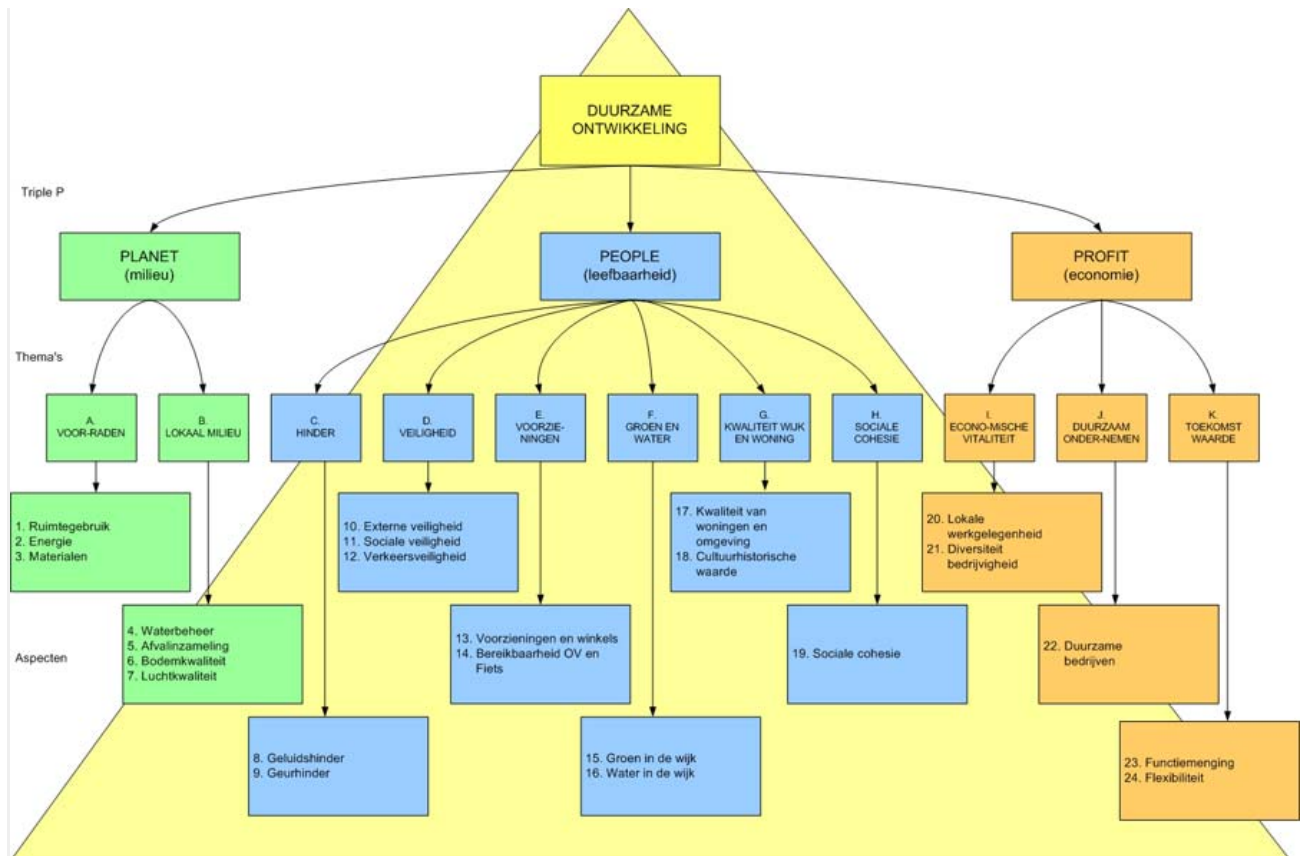 DUURZAME
ONTWIKKELING
Triple P
PLANET
(milieu)
PEOPLE
(leefbaarheid)
PROFIT
(economie)
Thema's
A.
VOOR-RADEN
B.
LOKAAL MILIEU
C.
HINDER
D.
VEILIGHEID
E.
VOORZIE-
NINGEN
F.
GROEN EN
WATER
G.
KWALITEIT WIJK
EN WONING
H.
SOCIALE
COHESIE
I.
ECONO-MISCHE
VITALITEIT
J.
DUURZAAM
ONDER-NEMEN
K.
TOEKOMST
WAARDE
1. Ruimtegebruik
2. Energie
3. Materialen
10. Externe veiligheid
11. Sociale veiligheid
12. Verkeersveiligheid
17. Kwaliteit van
woningen en
omgeving
18. Cultuurhistorische
waarde
20. Lokale
werkgelegenheid
21. Diversiteit
bedrijvigheid
Aspecten
4. Waterbeheer
5. Afvalinzameling
6. Bodemkwaliteit
7. Luchtkwaliteit
13. Voorzieningen en winkels
14. Bereikbaarheid OV en
Fiets
19. Sociale cohesie
22. Duurzame
bedrijven
8. Geluidshinder
9. Geurhinder
15. Groen in de wijk
16. Water in de wijk
23. Functiemenging
24. Flexibiliteit